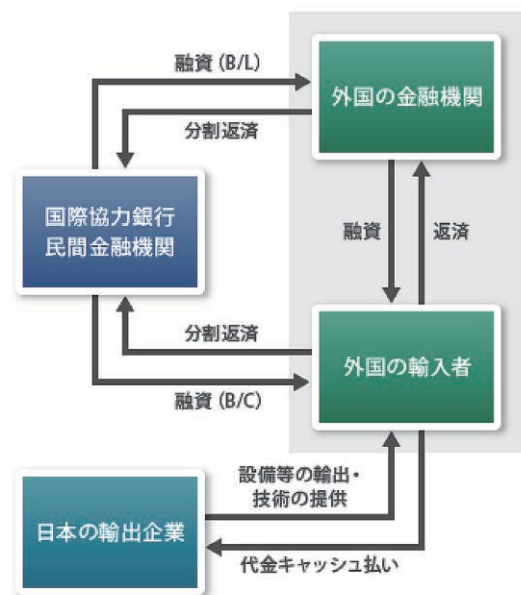 融資(B/L)
外国の金融機関
分割返済
国際協力銀行
民間金融機関
融資
返済
分割返済
外国の輸入者
融資(B/C)
設備等の輸出・
技術の提供
日本の輸出企業
代金キャッシュ払い